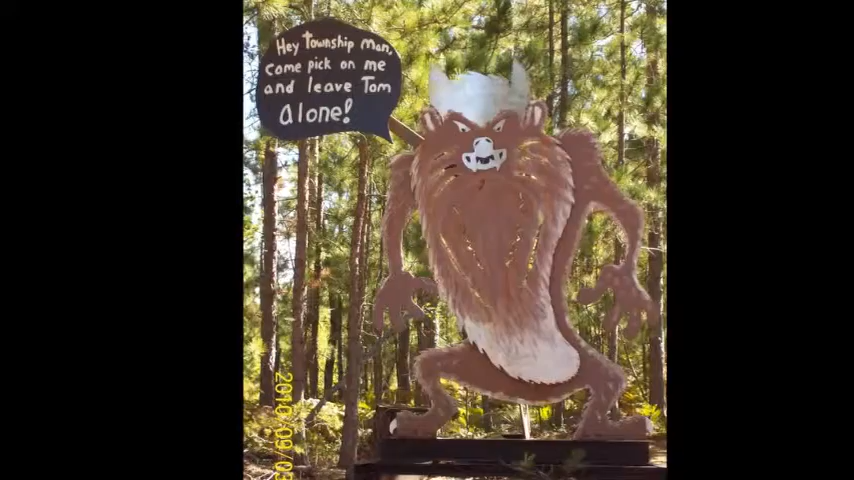 Hey Township Man,
come pick on me
and leave Tom
Alone!
2010/09/03